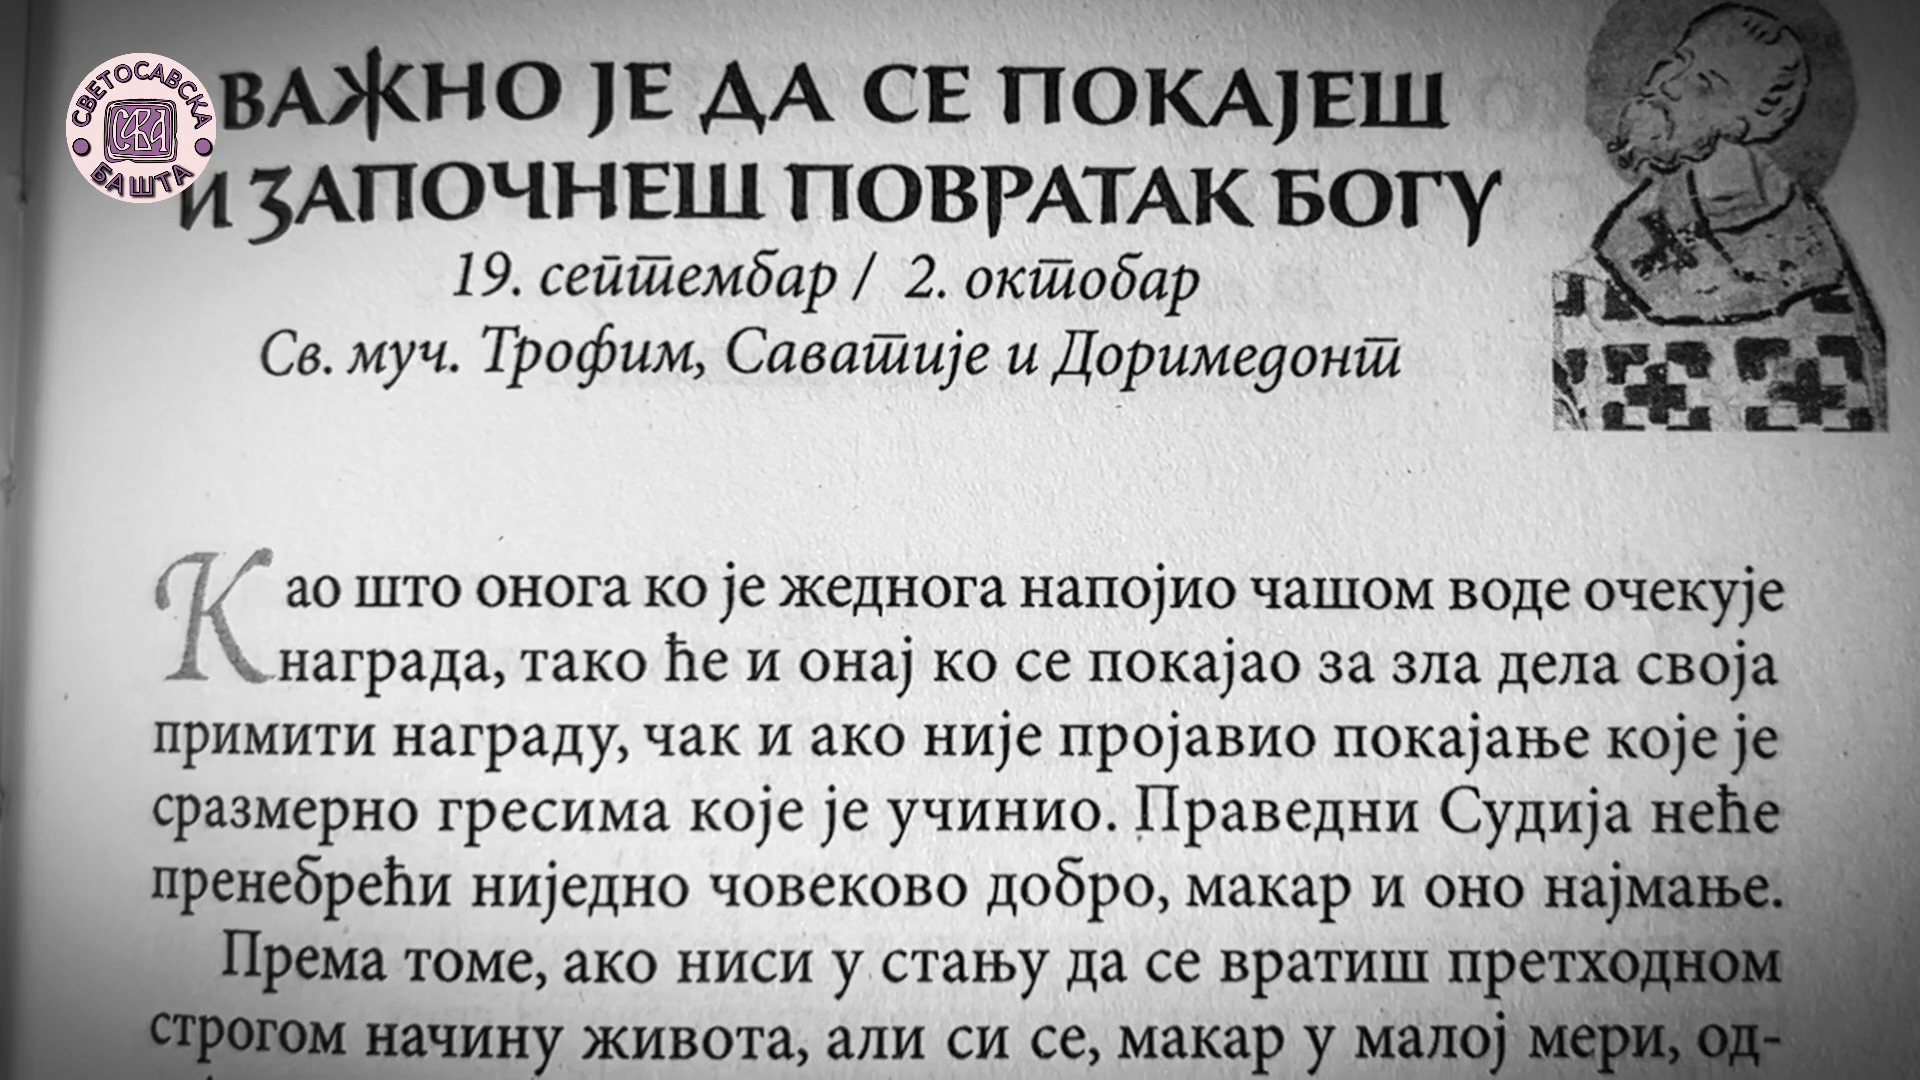 СВЕТОСАВСКА
БАШТА
ВАЖНО ЈЕ ДА СЕ ПОКАЈЕШ
И ЗАПОЧНЕШ ПОВРАТАК БОГУ
19. септембар / 2. октобар
Св. муч. Трофим, Саватије и Доримедонт
Као што онога ко је жеднога напојио чашом воде очекује
награда, тако ће и онај ко се покајао за зла дела своја
примити награду, чак и ако није пројавио покајање које је
сразмерно гресима које је учинио. Праведни Судија неће
пренебрећи ниједно човеково добро, макар и оно најмање.
Према томе, ако ниси у стању да се вратиш претходном
строгом начину живота, али си се, макар у малој мери, од-